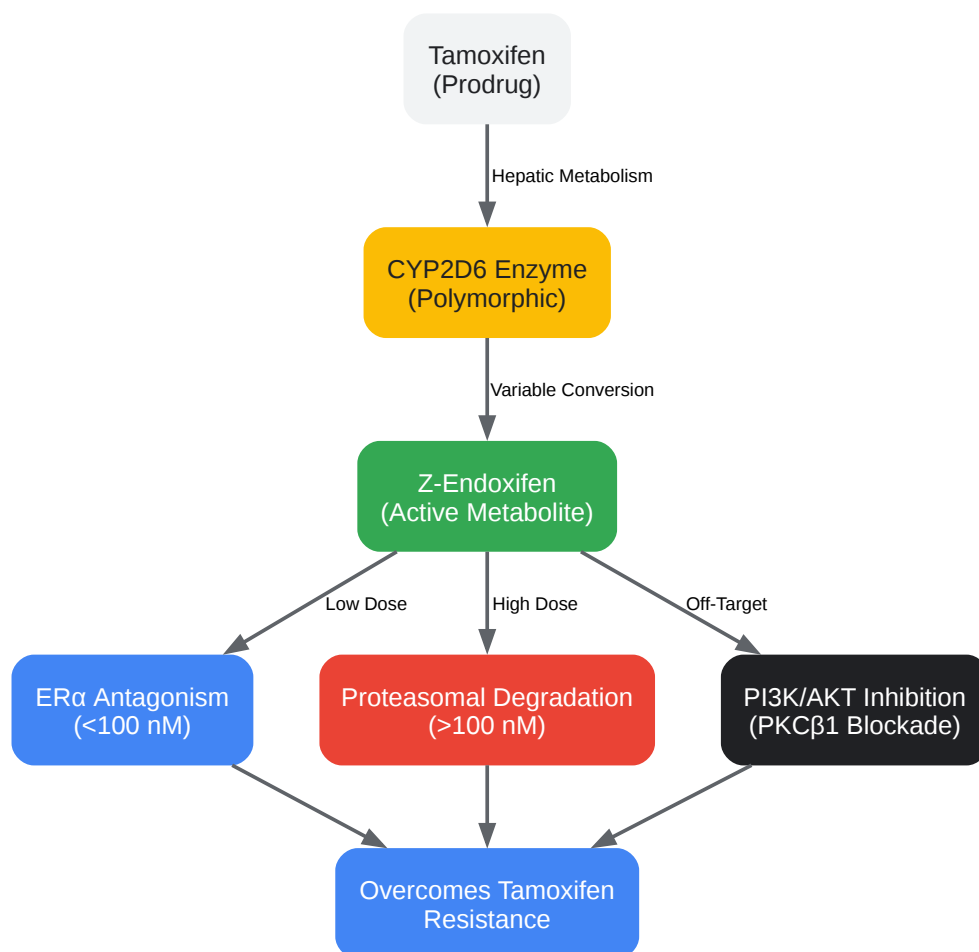 Tamoxifen
(Prodrug)
Hepatic Metabolism
CYP2D6 Enzyme
(Polymorphic)
Variable Conversion
Z-Endoxifen
(Active Metabolite)
Low Dose
High Dose
Off-Target
ERα Antagonism
(<100 nM)
Proteasomal Degradation
(>100 nM)
PI3K/AKT Inhibition
(PKCβ1 Blockade)
Overcomes Tamoxifen
Resistance